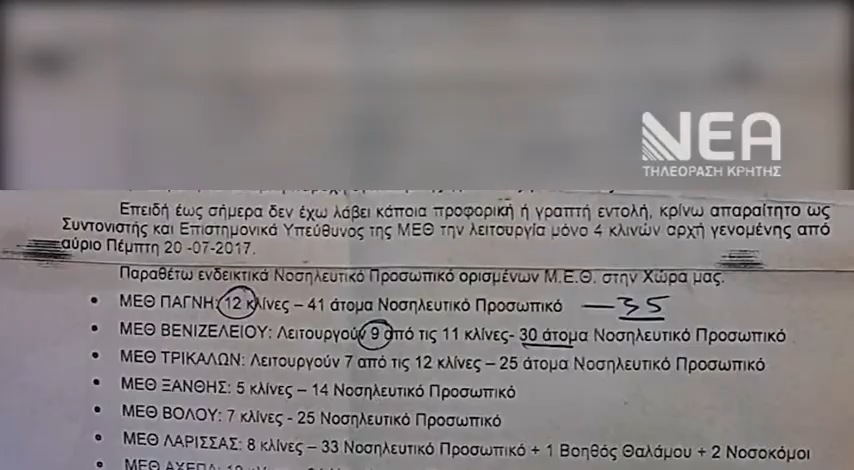 ΝΕΑ
ΤΗΛΕΟΡΑΣΗ ΚΡΗΤΗΣ
Επειδή έως σήμερα δεν έχω λάβει κάποια προφορική ή γραπτή εντολή, κρίνω απαραίτητο ως
Συντονιστής και Επιστημονικά Υπεύθυνος της ΜΕΘ την λειτουργία μόνο 4 κλινών αρχή γενομένης από
αύριο Πέμπτη 20 -07-2017.
Παραθέτω ενδεικτικά Νοσηλευτικό Προσωπικό ορισμένων Μ.Ε.Θ. στην Χώρα μας.
• ΜΕΘ ΠΑΓΝΗ: 12 κλίνες – 41 άτομα Νοσηλευτικό Προσωπικό — 35
• ΜΕΘ ΒΕΝΙΖΕΛΕΙΟΥ: Λειτουργούν 9 από τις 11 κλίνες- 30 άτομα Νοσηλευτικό Προσωπικό
• ΜΕΘ ΤΡΙΚΑΛΩΝ: Λειτουργούν 7 από τις 12 κλίνες – 25 άτομα Νοσηλευτικό Προσωπικό
• ΜΕΘ ΞΑΝΘΗΣ: 5 κλίνες – 14 Νοσηλευτικό Προσωπικό
• ΜΕΘ ΒΟΛΟΥ: 7 κλίνες - 25 Νοσηλευτικό Προσωπικό
• ΜΕΘ ΛΑΡΙΣΣΑΣ: 8 κλίνες – 33 Νοσηλευτικό Προσωπικό + 1 Βοηθός Θαλάμου + 2 Νοσοκόμοι
• ΜΕΘ ΑΧΕΠΑ: